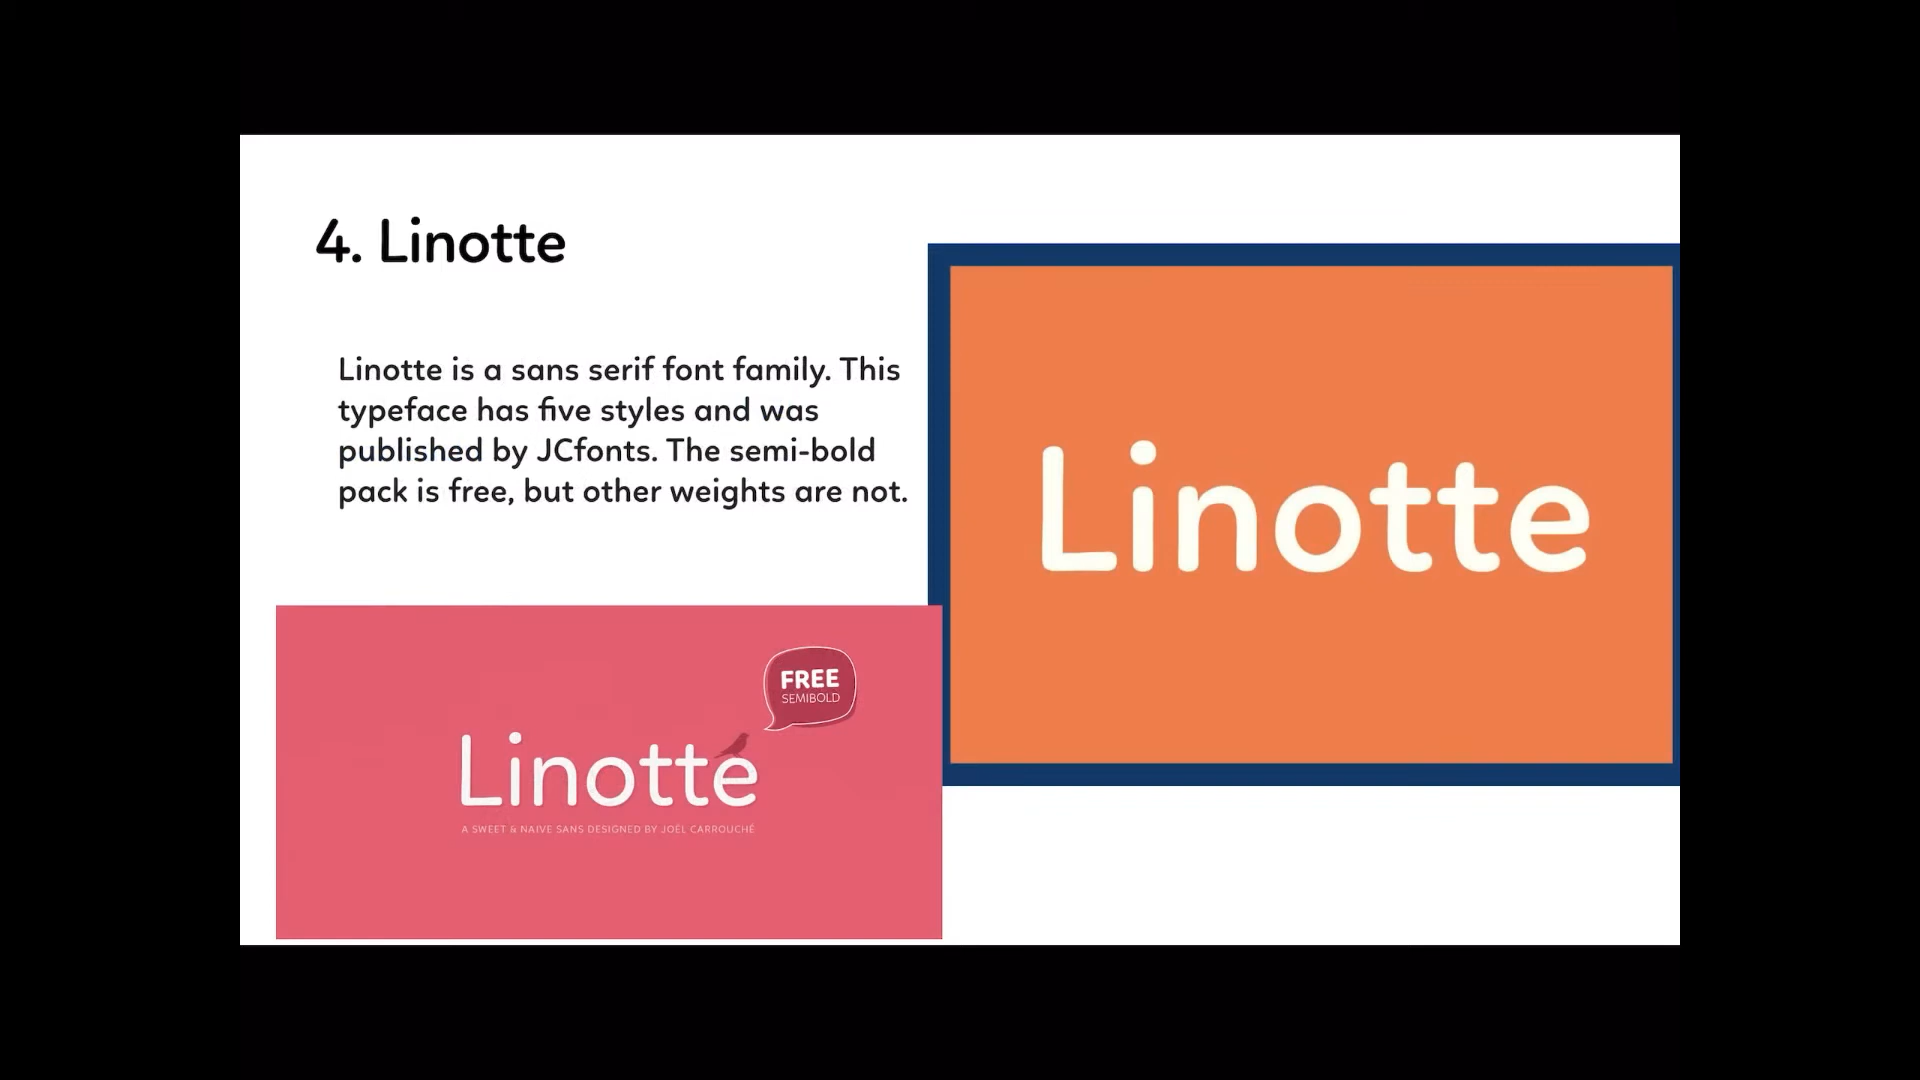 4. Linotte
Linotte is a sans serif font family. This
typeface has five styles and was
published by JCfonts. The semi-bold
pack is free, but other weights are not.
Linotte
FREE
SEMIBOLD
Linotte
A SWEET & NAIVE SANS DESIGNED BY JOËL CARROUCHÉ